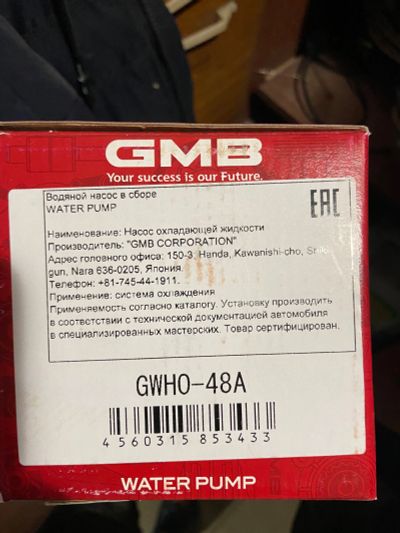 GMB
Your success is our Future.
Водяной насос в сборе
WATER PUMP
EAC
Наименование: Насос охладающей жидкости
Производитель: "GMB CORPORATION"
Адрес головного офиса: 150-3, Handa, Kawanishi-cho,
gun, Nara 636-0205, Япония.
Телефон: +81-745-44-1911.
Применение: система охлаждения
Применяемость согласно каталогу. Установку производить
в соответствии с технической документацией автомобиля
в специализированных мастерских. Товар сертифицирован.
GWHO-48A
4 560315 853433
WATER PUMP